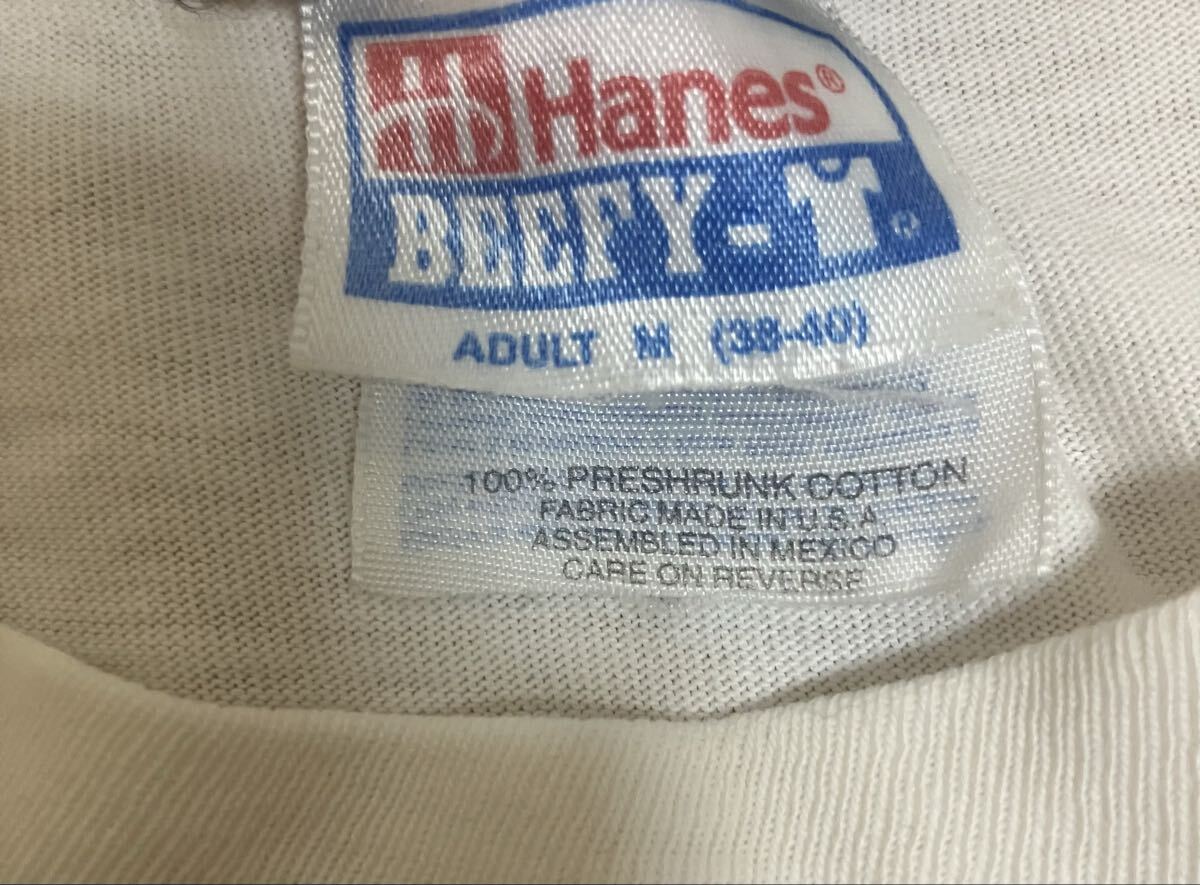 Hanes®
BEEFY-T®
ADULT M (38-40)
100% PRESHRUNK COTTON
FABRIC MADE IN U.S.A.
ASSEMBLED IN MEXICO
CARE ON REVERSE